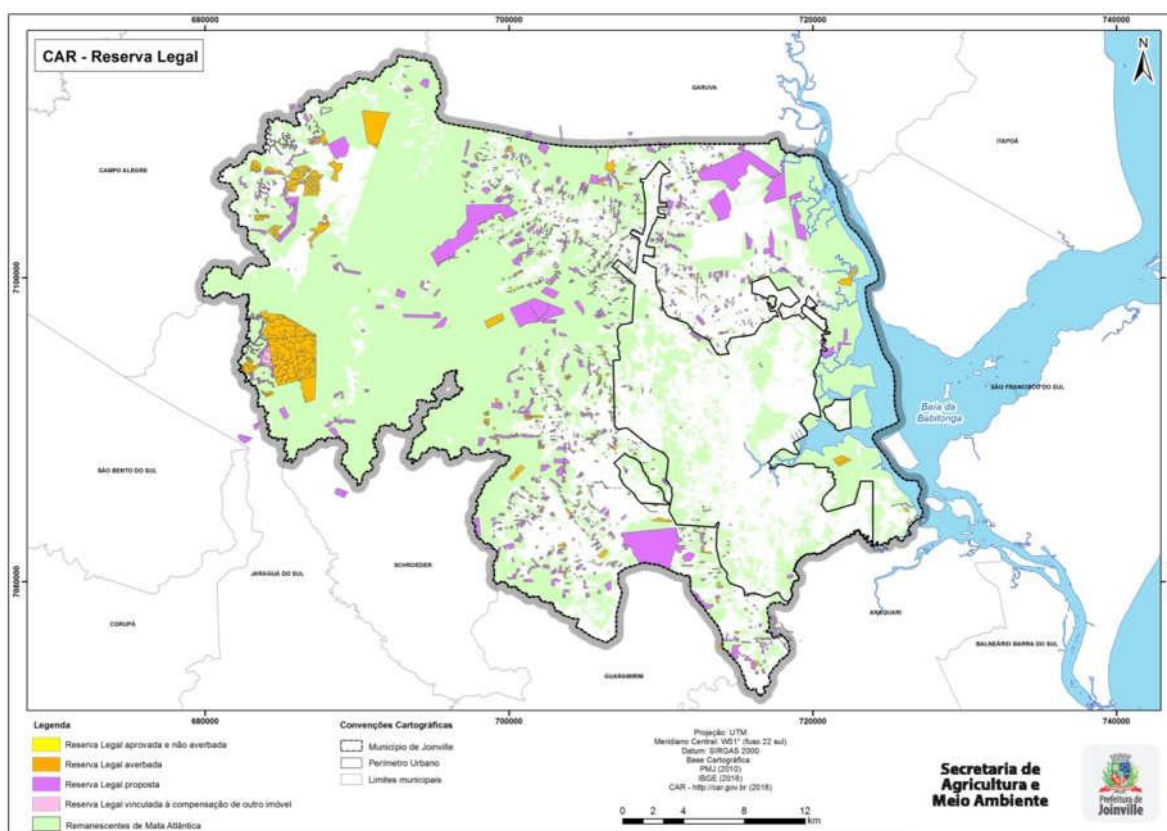 680000 700000 720000 740000
CAR - Reserva Legal
N
GARUVA
ITAPOÁ
CAMPO ALEGRE
7100000 7100000
SÃO FRANCISCO DO SUL
Baía da
Babitonga
SÃO BENTO DO SUL
JARAGUÁ DO SUL
SCHROEDER
7080000 7080000
ARAQUARI
CORUPÁ
BALNEÁRIO BARRA DO SUL
GUARAMIRIM
680000 700000 720000 740000
Legenda
Reserva Legal aprovada e não averbada
Reserva Legal averbada
Reserva Legal proposta
Reserva Legal vinculada à compensação de outro imóvel
Remanescentes de Mata Atlântica
Convenções Cartográficas
Município de Joinville
Perímetro Urbano
Limites municipais
Projeção: UTM
Meridiano Central: W51° (fuso 22 sul)
Datum: SIRGAS 2000
Base Cartográfica:
PMJ (2010)
IBGE (2016)
CAR - http://car.gov.br (2018)
0 2 4 8 12
km
Secretaria de
Agricultura e
Meio Ambiente
Prefeitura de
Joinville